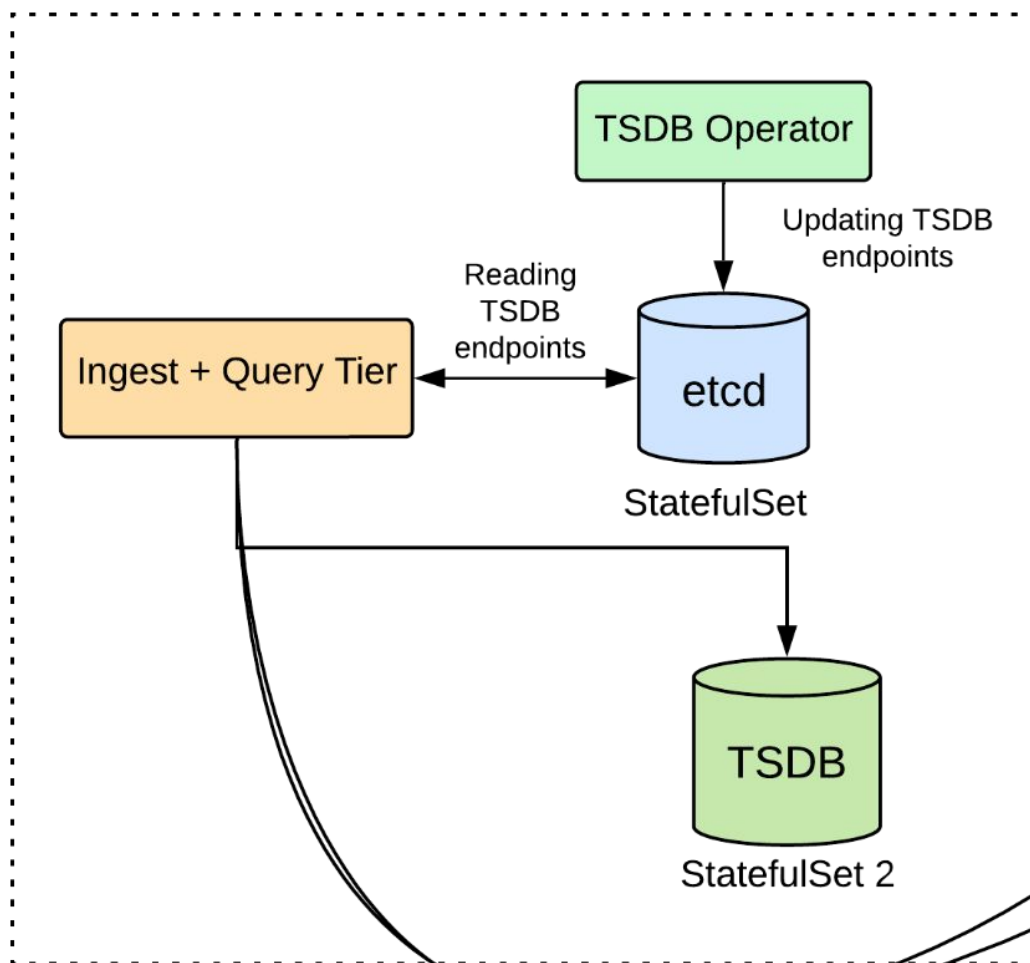 TSDB Operator
Updating TSDB
endpoints
Reading
TSDB
endpoints
Ingest + Query Tier
etcd
StatefulSet
TSDB
StatefulSet 2